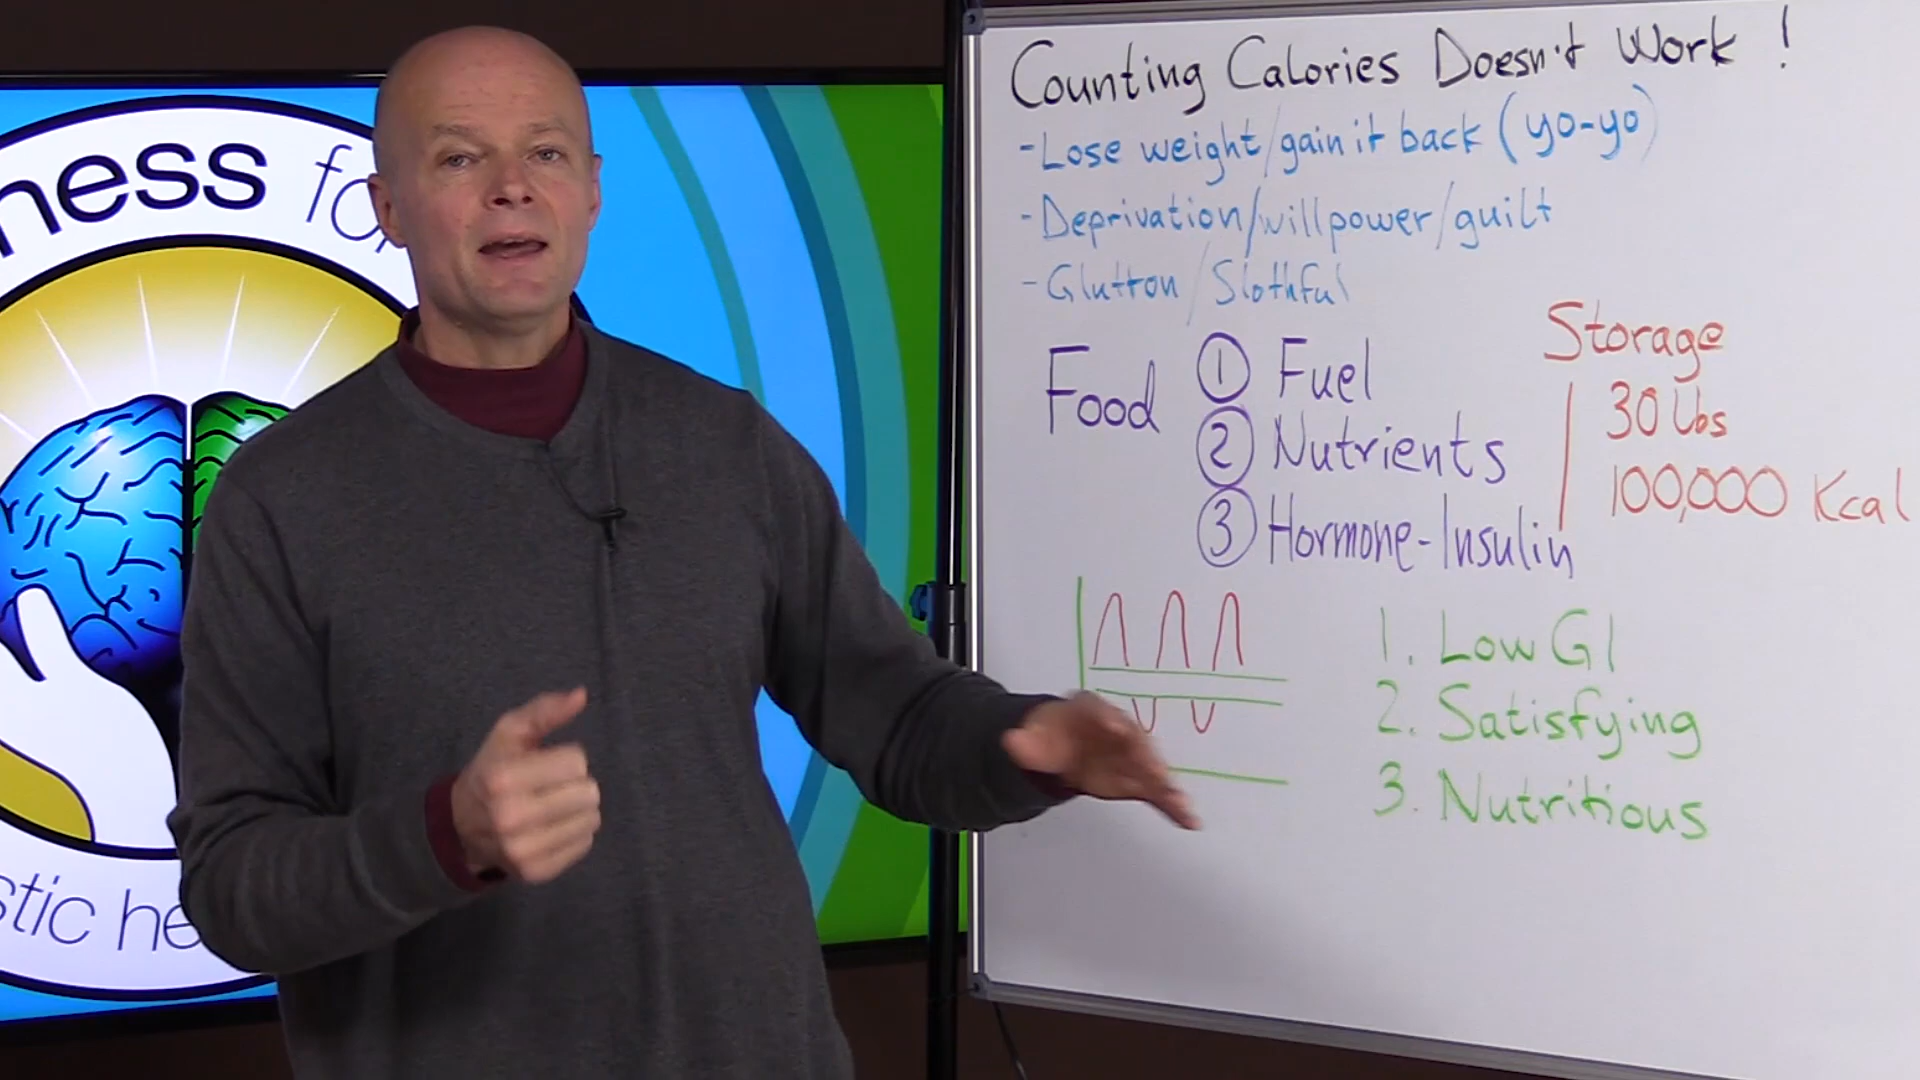 ness fo
stic he
Counting Calories Doesn't Work !
- Lose weight/gain it back (yo-yo)
- Deprivation/willpower/guilt
- Glutton/Slothful
Food
① Fuel
② Nutrients
③ Hormone-Insulin
Storage
30 lbs
100,000 Kcal
1. Low GI
2. Satisfying
3. Nutritious